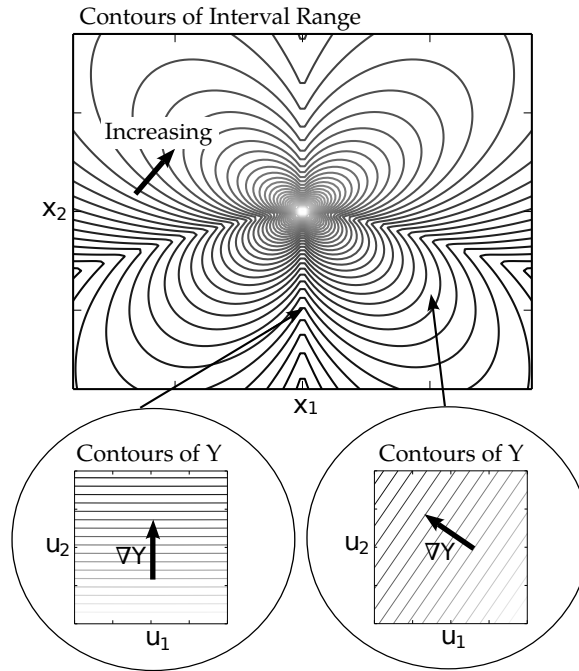 Contours of Interval Range
Increasing
x2
x1
Contours of Y
u2
∇Y
u1
Contours of Y
u2
∇Y
u1